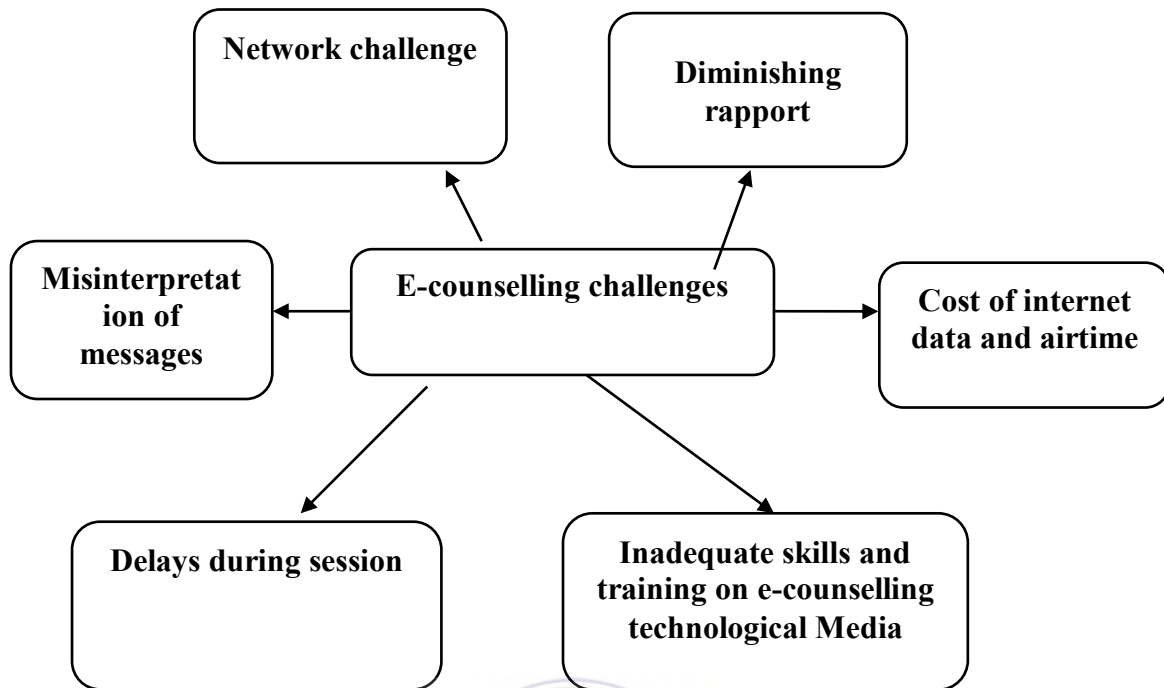 Network challenge
Diminishing
rapport
Misinterpretat
ion of
messages
E-counselling challenges
Cost of internet
data and airtime
Delays during session
Inadequate skills and
training on e-counselling
technological Media